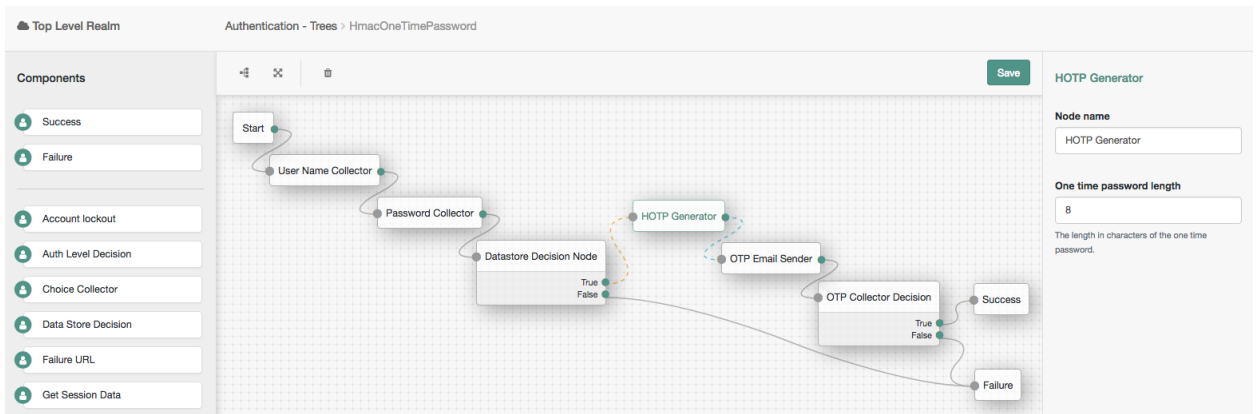 Top Level Realm
Authentication - Trees > HmacOneTimePassword
Components
Success
Failure
Account lockout
Auth Level Decision
Choice Collector
Data Store Decision
Failure URL
Get Session Data
Save
Start
User Name Collector
Password Collector
HOTP Generator
Datastore Decision Node
True
False
OTP Email Sender
OTP Collector Decision
True
False
Success
Failure
HOTP Generator
Node name
HOTP Generator
One time password length
8
The length in characters of the one time
password.